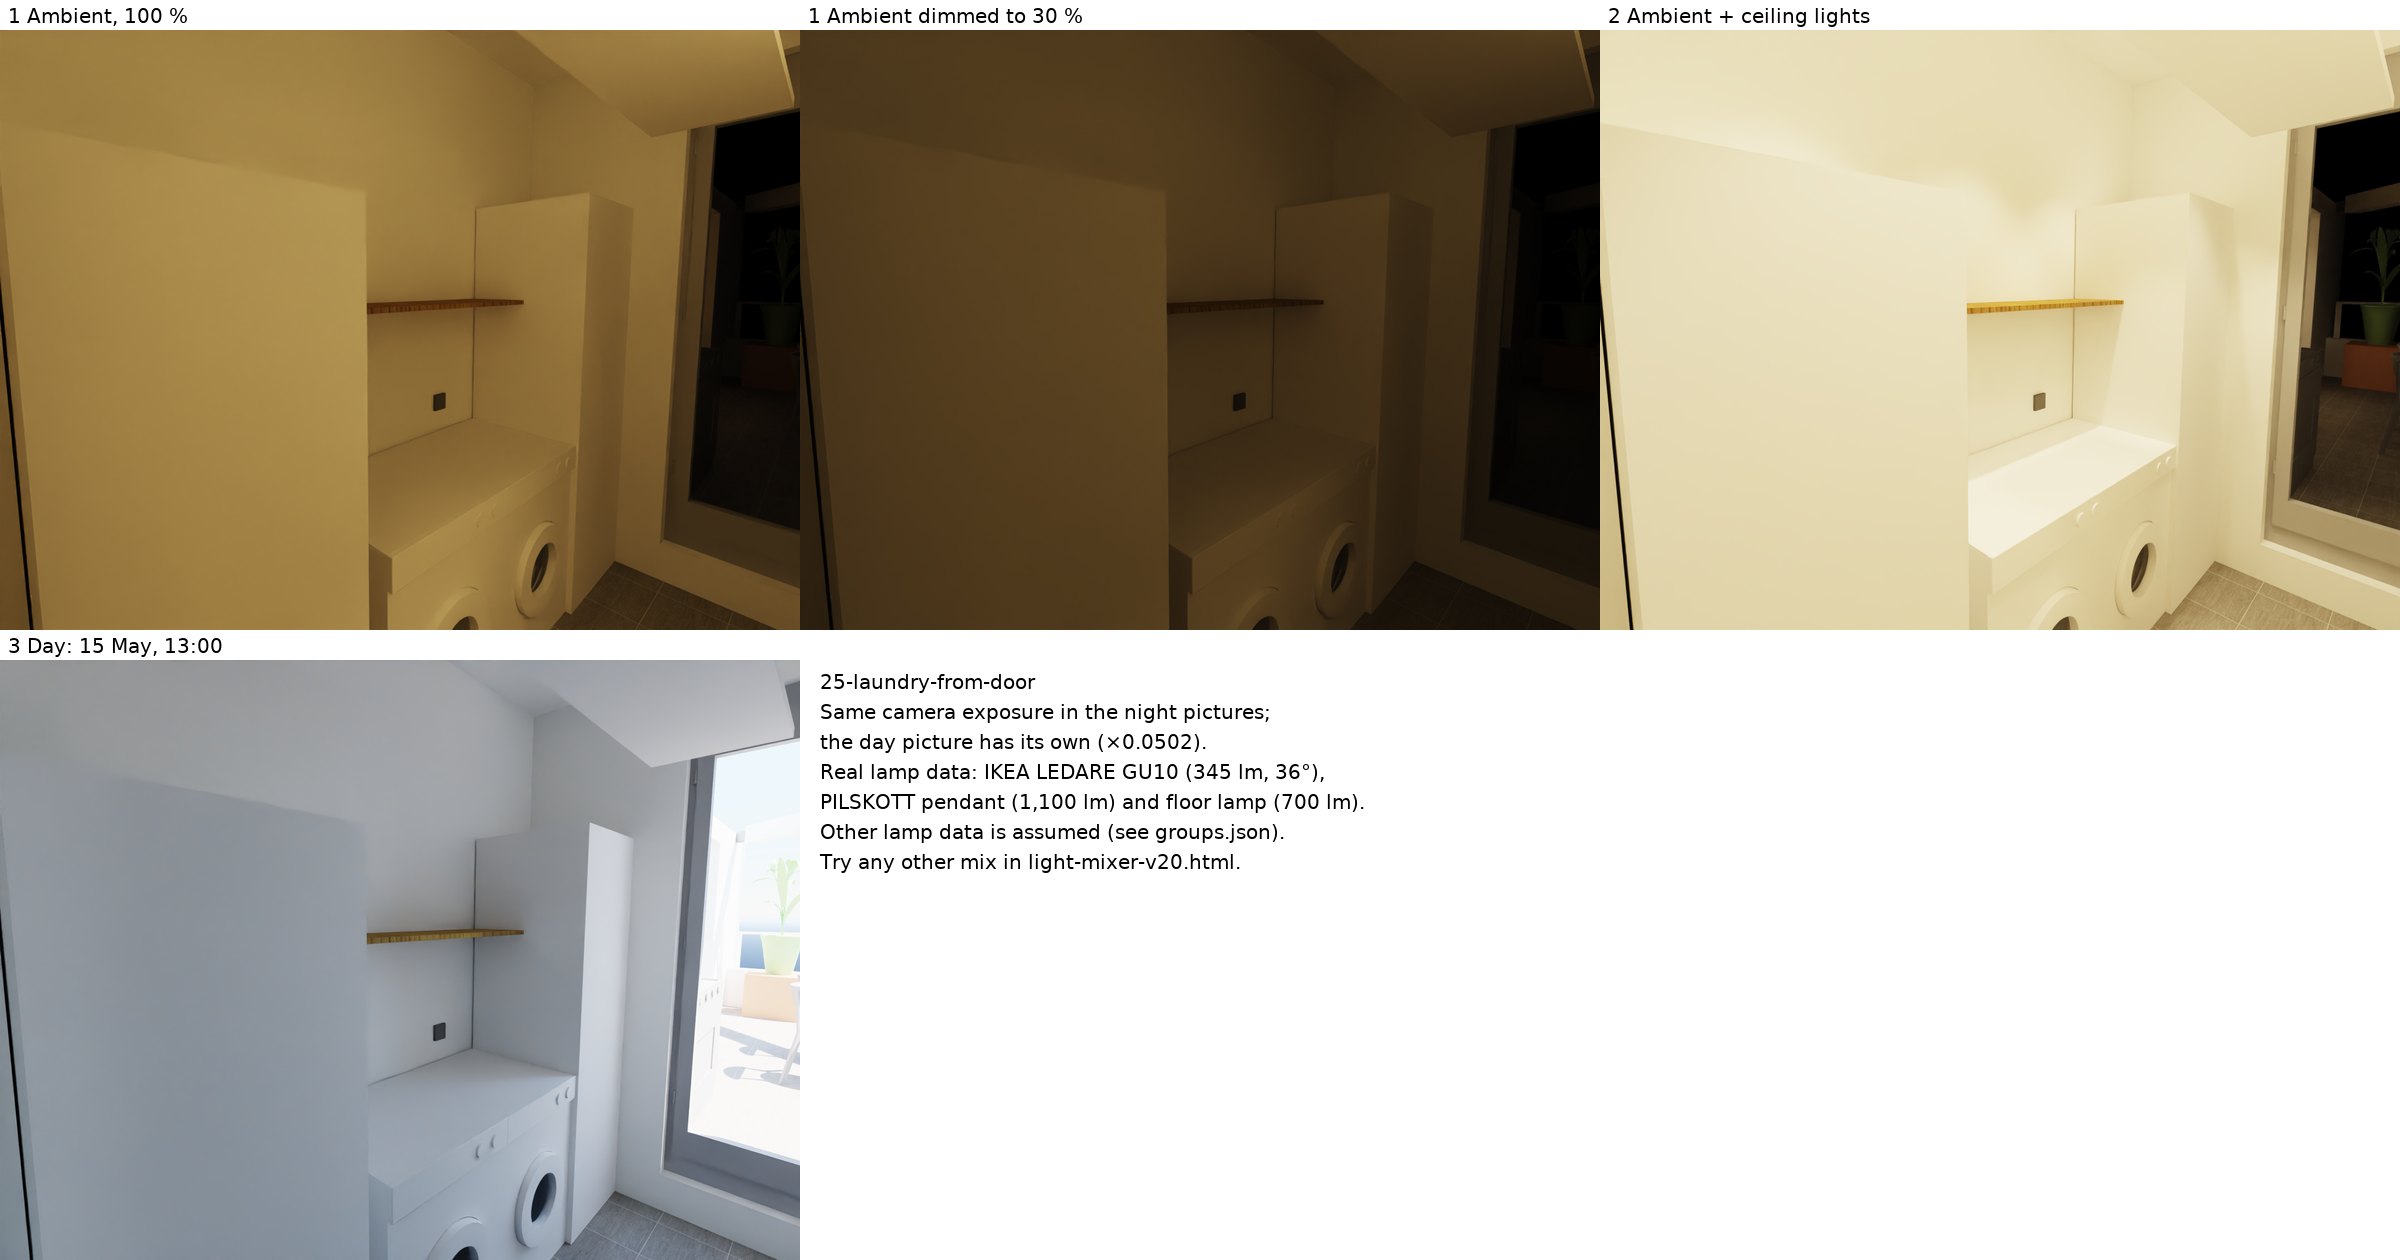 1 Ambient, 100 %
1 Ambient dimmed to 30 %
2 Ambient + ceiling lights
3 Day: 15 May, 13:00
25-laundry-from-door
Same camera exposure in the night pictures;
the day picture has its own (×0.0502).
Real lamp data: IKEA LEDARE GU10 (345 lm, 36°),
PILSKOTT pendant (1,100 lm) and floor lamp (700 lm).
Other lamp data is assumed (see groups.json).
Try any other mix in light-mixer-v20.html.